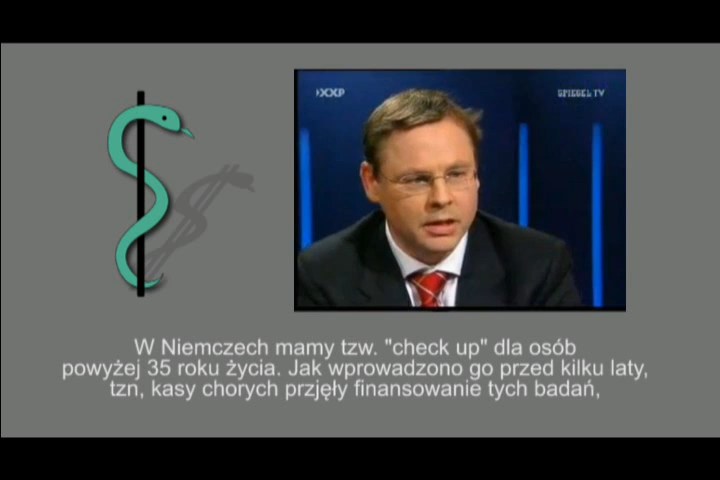 XXP
SPIEGEL TV
W Niemczech mamy tzw. "check up" dla osób
powyżej 35 roku życia. Jak wprowadzono go przed kilku laty,
tzn, kasy chorych przjęły finansowanie tych badań,